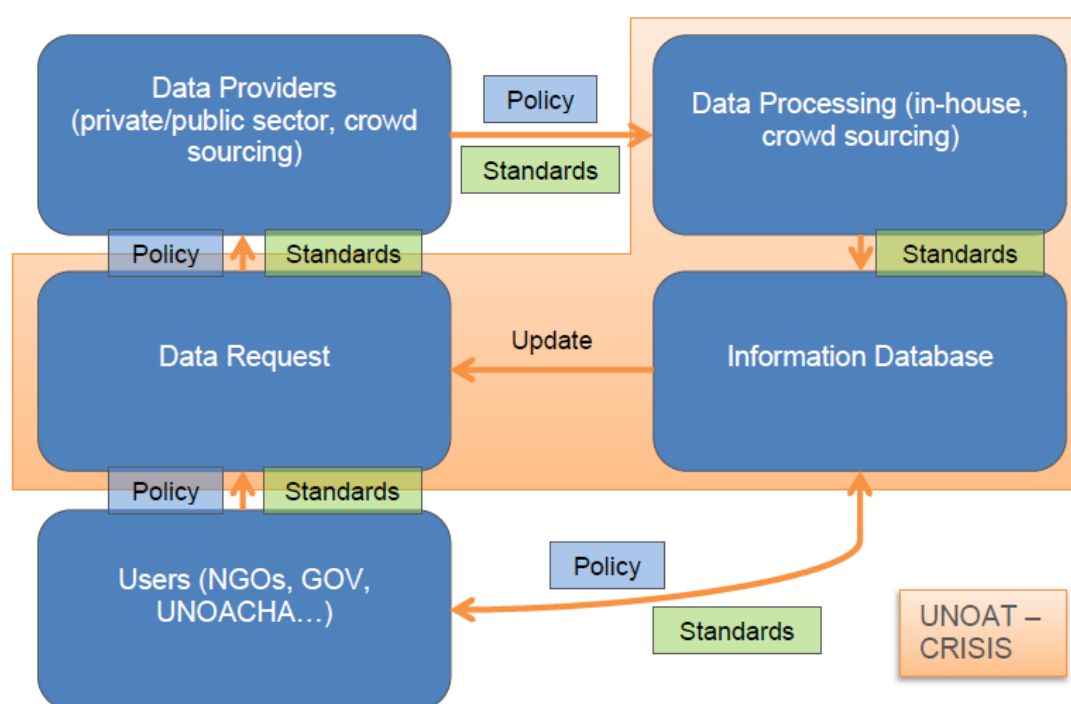 Data Providers
(private/public sector, crowd
sourcing)
Policy
Standards
Data Processing (in-house,
crowd sourcing)
Policy
Standards
Standards
Data Request
Update
Information Database
Policy
Standards
Users (NGOs, GOV,
UNOACHA...)
Policy
Standards
UNOAT –
CRISIS